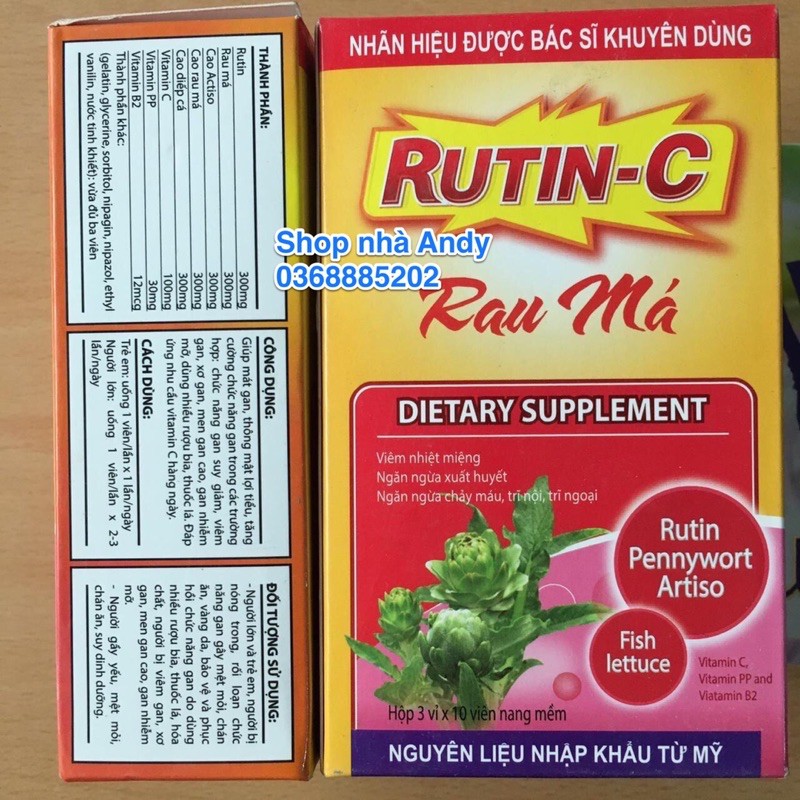 THÀNH PHẦN:
Rutin 300mg
Rau má 300mg
Cao Actiso 300mg
Cao rau má 300mg
Cao diếp cá 300mg
Vitamin C 100mg
Vitamin PP 30mg
Vitamin B2 12mcg
Thành phần khác:
(gelatin, glycerine, sorbitol, nipagin, nipazol, ethyl
vanilin, nước tinh khiết): vừa đủ ba viên
CÔNG DỤNG:
Giúp mát gan, thông mật lợi tiểu, tăng
cường chức năng gan trong các trường
hợp: chức năng gan suy giảm, viêm
gan, xơ gan, men gan cao, gan nhiễm
mỡ, dùng nhiều rượu bia, thuốc lá. Đáp
ứng nhu cầu vitamin C hàng ngày.
CÁCH DÙNG:
Trẻ em: uống 1 viên/lần x 1 lần/ngày
Người lớn: uống 1 viên/lần x 2-3
lần/ngày
ĐỐI TƯỢNG SỬ DỤNG:
- Người lớn và trẻ em, người bị
nóng trong, rối loạn chức
năng gan gây mệt mỏi, chán
ăn, vàng da, bảo vệ và phục
hồi chức năng gan do dùng
nhiều rượu bia, thuốc lá, hóa
chất, người bị viêm gan, xơ
gan, men gan cao, gan nhiễm
mỡ.
- Người gầy yếu, mệt mỏi,
chán ăn, suy dinh dưỡng.
NHÃN HIỆU ĐƯỢC BÁC SĨ KHUYÊN DÙNG
RUTIN-C
Shop nhà Andy
0368885202
Rau Má
DIETARY SUPPLEMENT
Viêm nhiệt miệng
Ngăn ngừa xuất huyết
Ngăn ngừa chảy máu, trĩ nội, trĩ ngoại
Rutin
Pennywort
Artiso
Fish
lettuce
Vitamin C,
Vitamin PP and
Viatamin B2
Hộp 3 vỉ x 10 viên nang mềm
NGUYÊN LIỆU NHẬP KHẨU TỪ MỸ